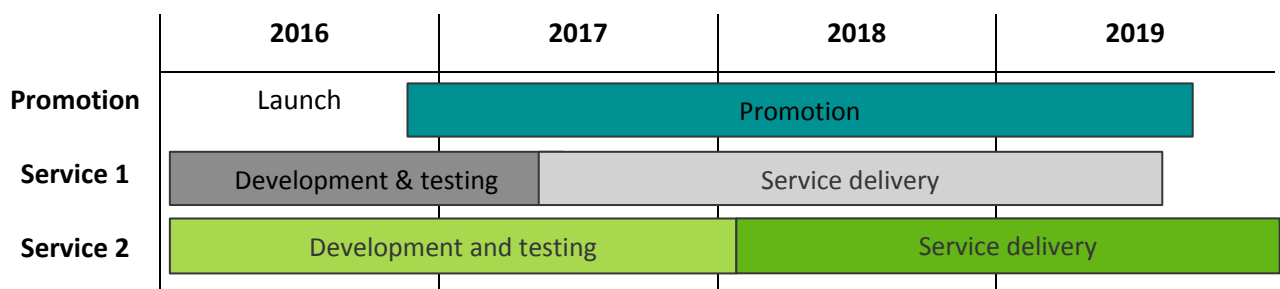 2016 2017 2018 2019
Promotion Launch Promotion
Service 1 Development & testing Service delivery
Service 2 Development and testing Service delivery